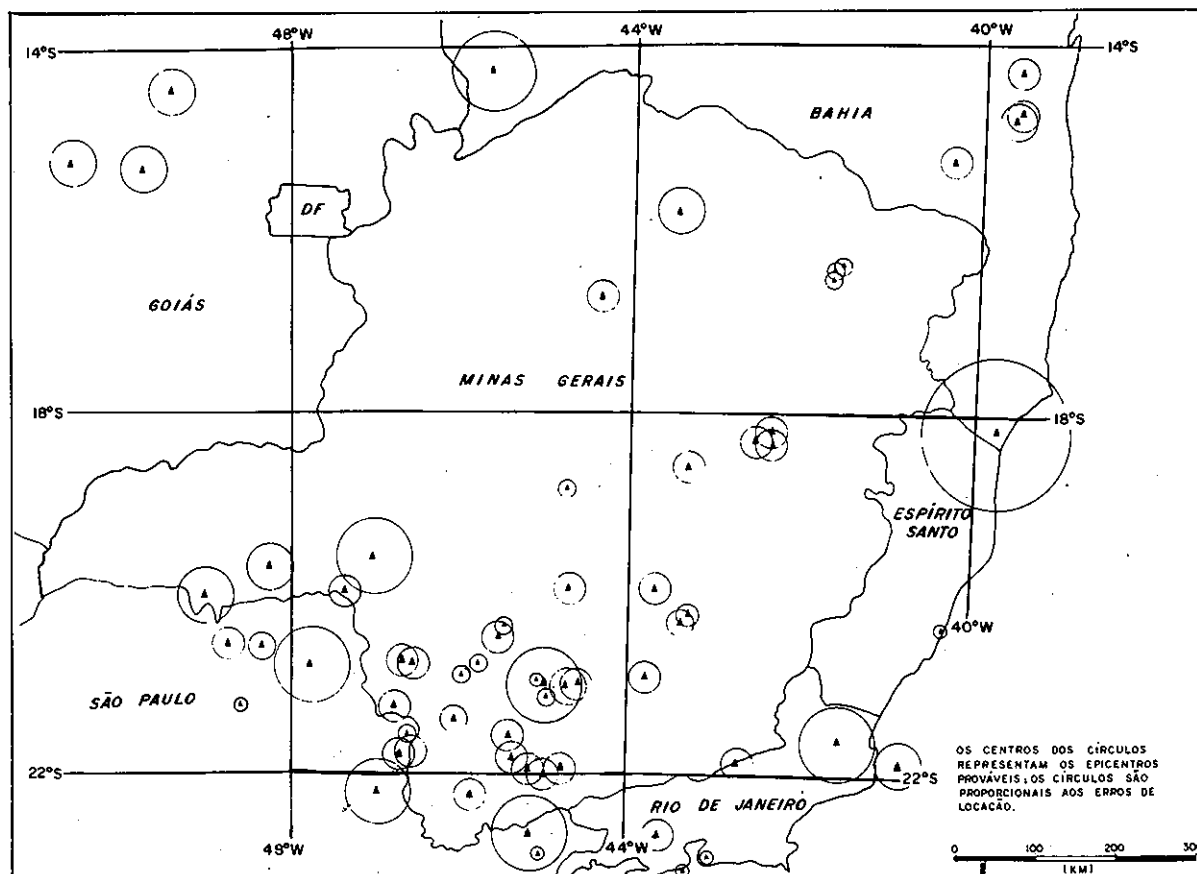 48°W
44°W
40°W
14°S
14°S
BAHIA
DF
GOIÁS
MINAS GERAIS
18°S
18°S
ESPÍRITO
SANTO
40°W
SÃO PAULO
OS CENTROS DOS CÍRCULOS
REPRESENTAM OS EPICENTROS
PROVÁVEIS; OS CÍRCULOS SÃO
PROPORCIONAIS AOS ERROS DE
LOCAÇÃO.
22°S
22°S
RIO DE JANEIRO
48°W
44°W
0 100 200 300
(KM)